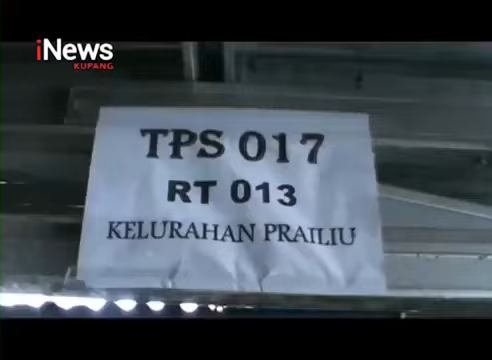 iNews
KUPANG
TPS 017
RT 013
KELURAHAN PRAILIU